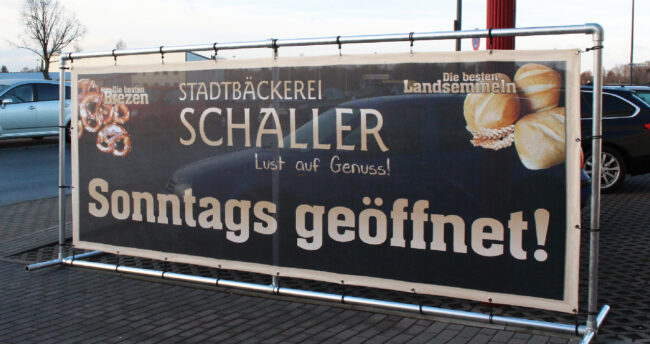 Die besten
Brezen
STADTBÄCKEREI
SCHALLER
Lust auf Genuss!
Die besten
Landsemmeln
Sonntags geöffnet!